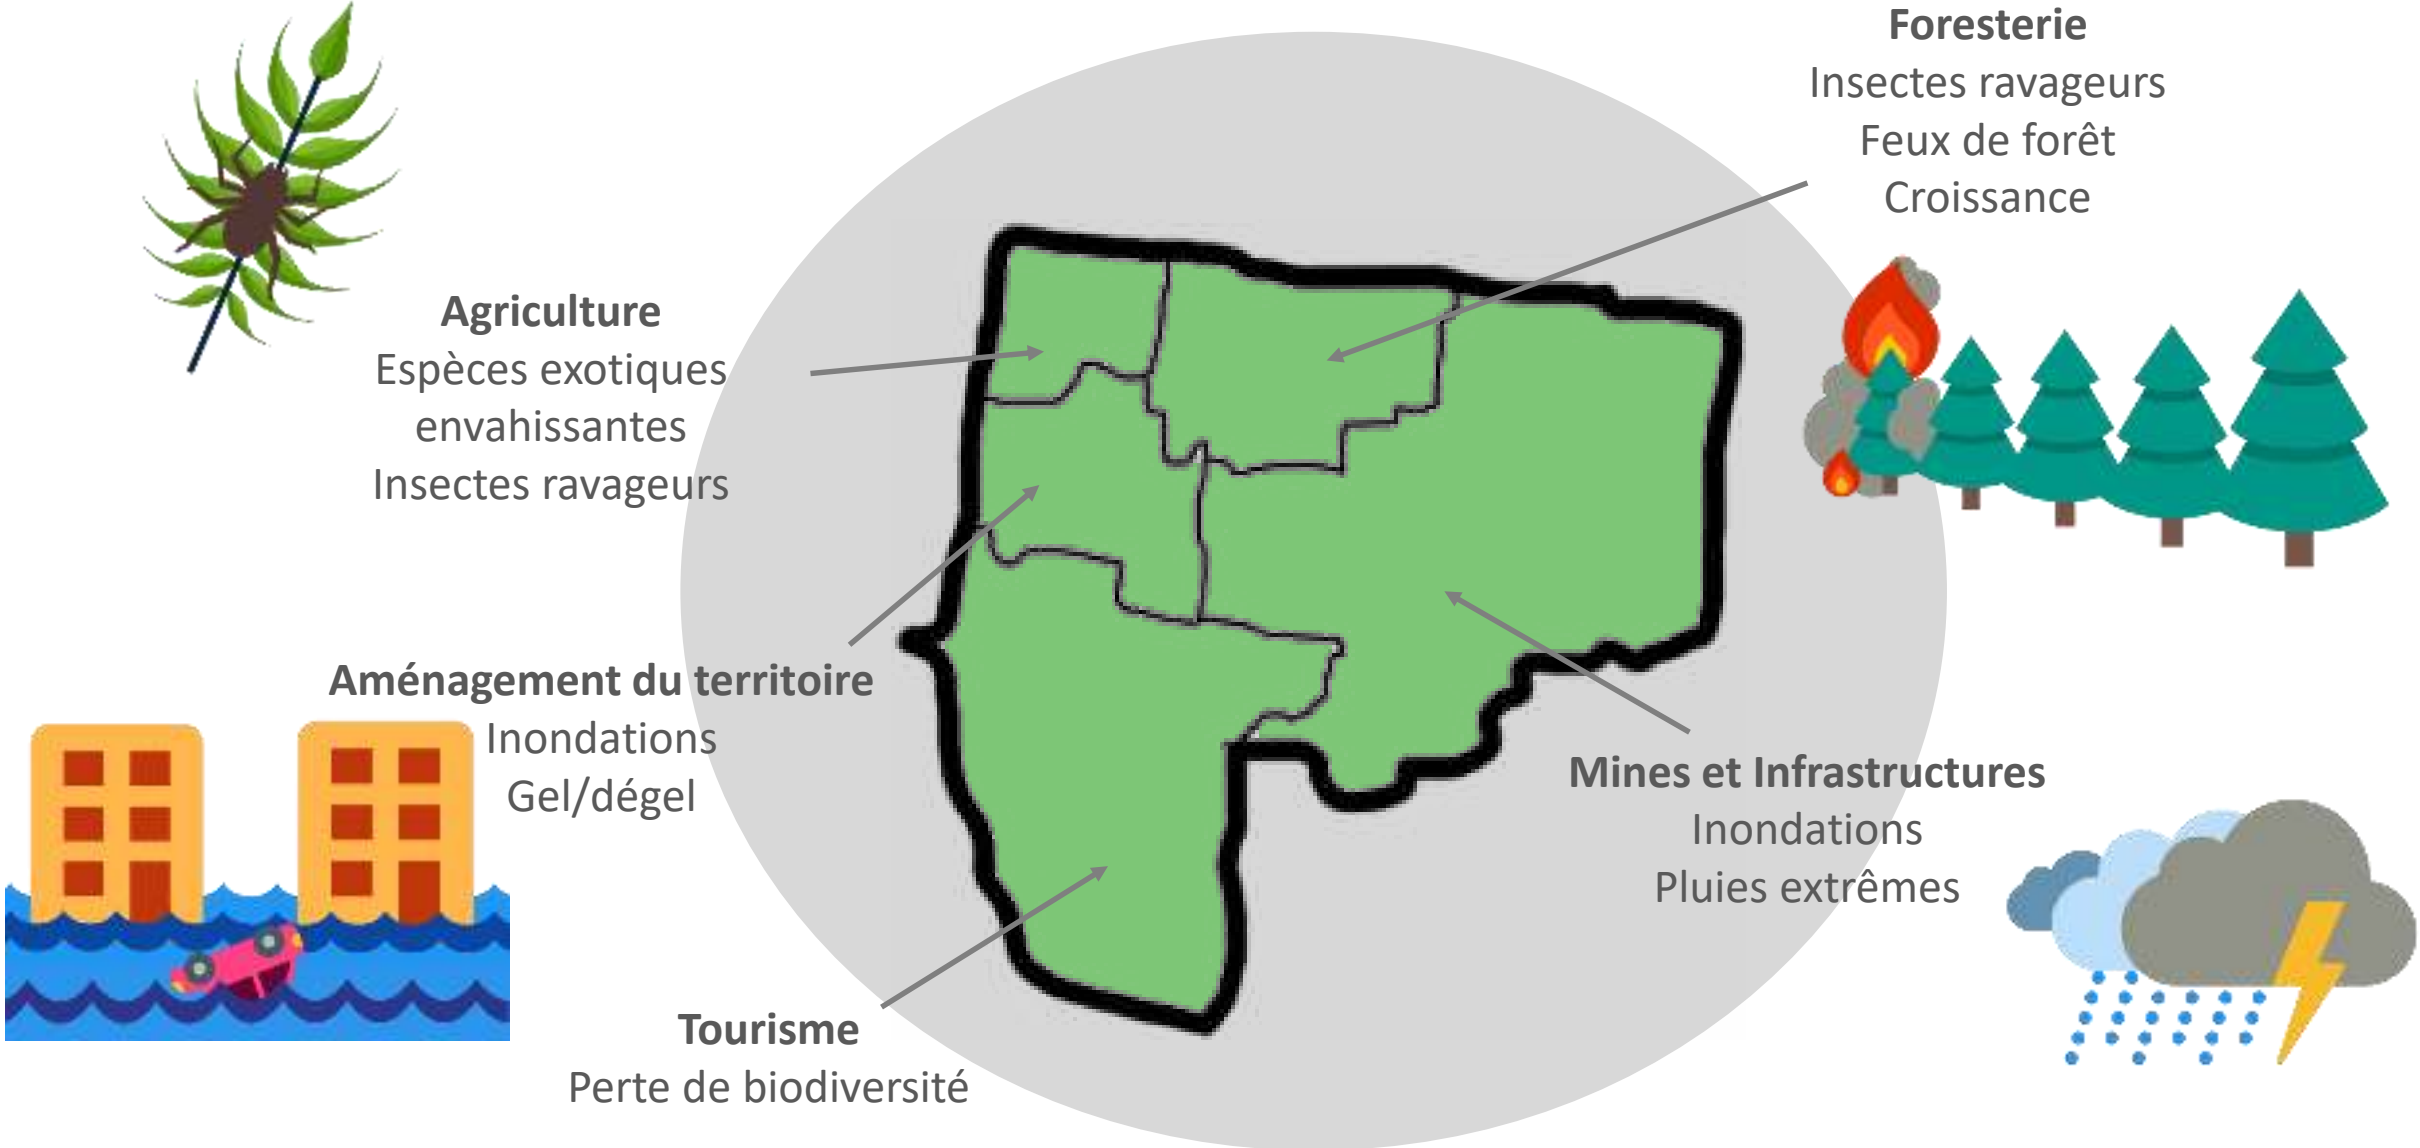 Foresterie
Insectes ravageurs
Feux de forêt
Croissance
Agriculture
Espèces exotiques
envahissantes
Insectes ravageurs
Aménagement du territoire
Inondations
Gel/dégel
Mines et Infrastructures
Inondations
Pluies extrêmes
Tourisme
Perte de biodiversité